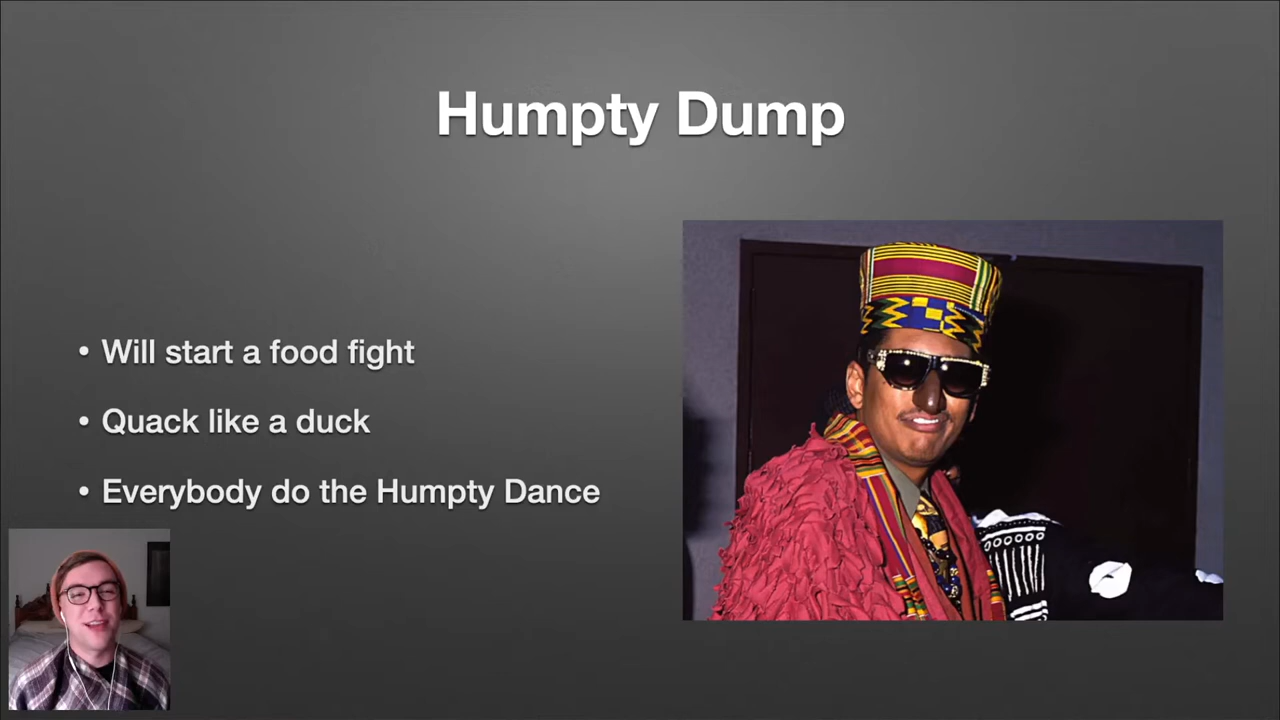 Humpty Dump
• Will start a food fight
• Quack like a duck
• Everybody do the Humpty Dance